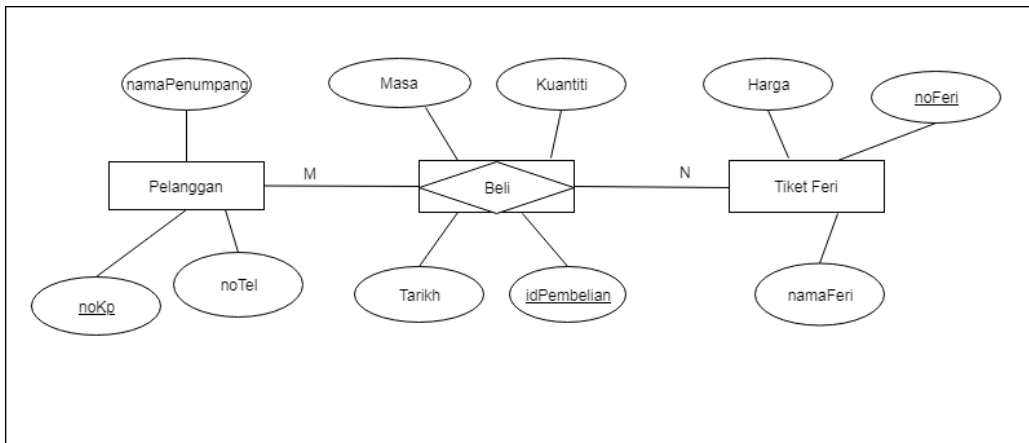 namaPenumpang
Masa
Kuantiti
Harga
noFeri
Pelanggan
M
Beli
N
Tiket Feri
noKp
noTel
Tarikh
idPembelian
namaFeri